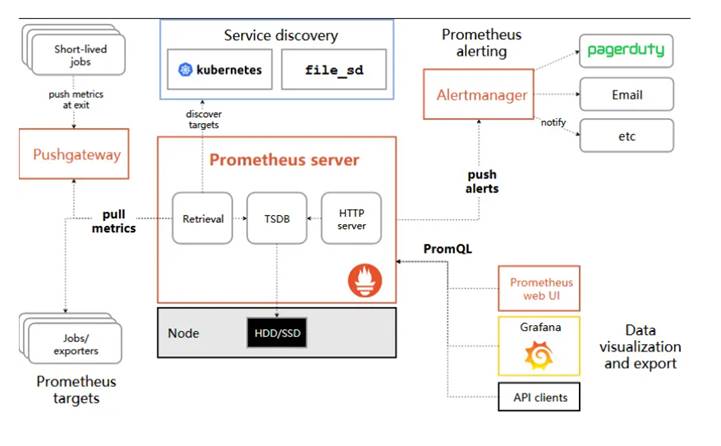 Short-lived
jobs
push metrics
at exit
Pushgateway
pull
metrics
Jobs/
exporters
Prometheus
targets
Service discovery
kubernetes
file_sd
discover
targets
Prometheus server
Retrieval
TSDB
HTTP
server
Node
HDD/SSD
Prometheus
alerting
Alertmanager
pagerduty
Email
notify
etc
push
alerts
PromQL
Prometheus
web UI
Grafana
API clients
Data
visualization
and export